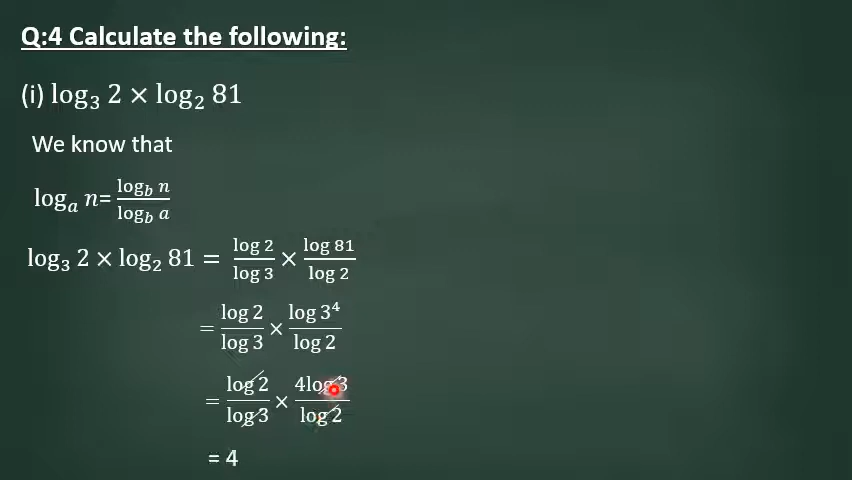 Q:4 Calculate the following:
(i) log₃ 2 × log₂ 81
We know that
logₐ n= log_b n / log_b a
log₃ 2 × log₂ 81 = log 2 / log 3 × log 81 / log 2
= log 2 / log 3 × log 3⁴ / log 2
= log 2 / log 3 × 4log 3 / log 2
= 4